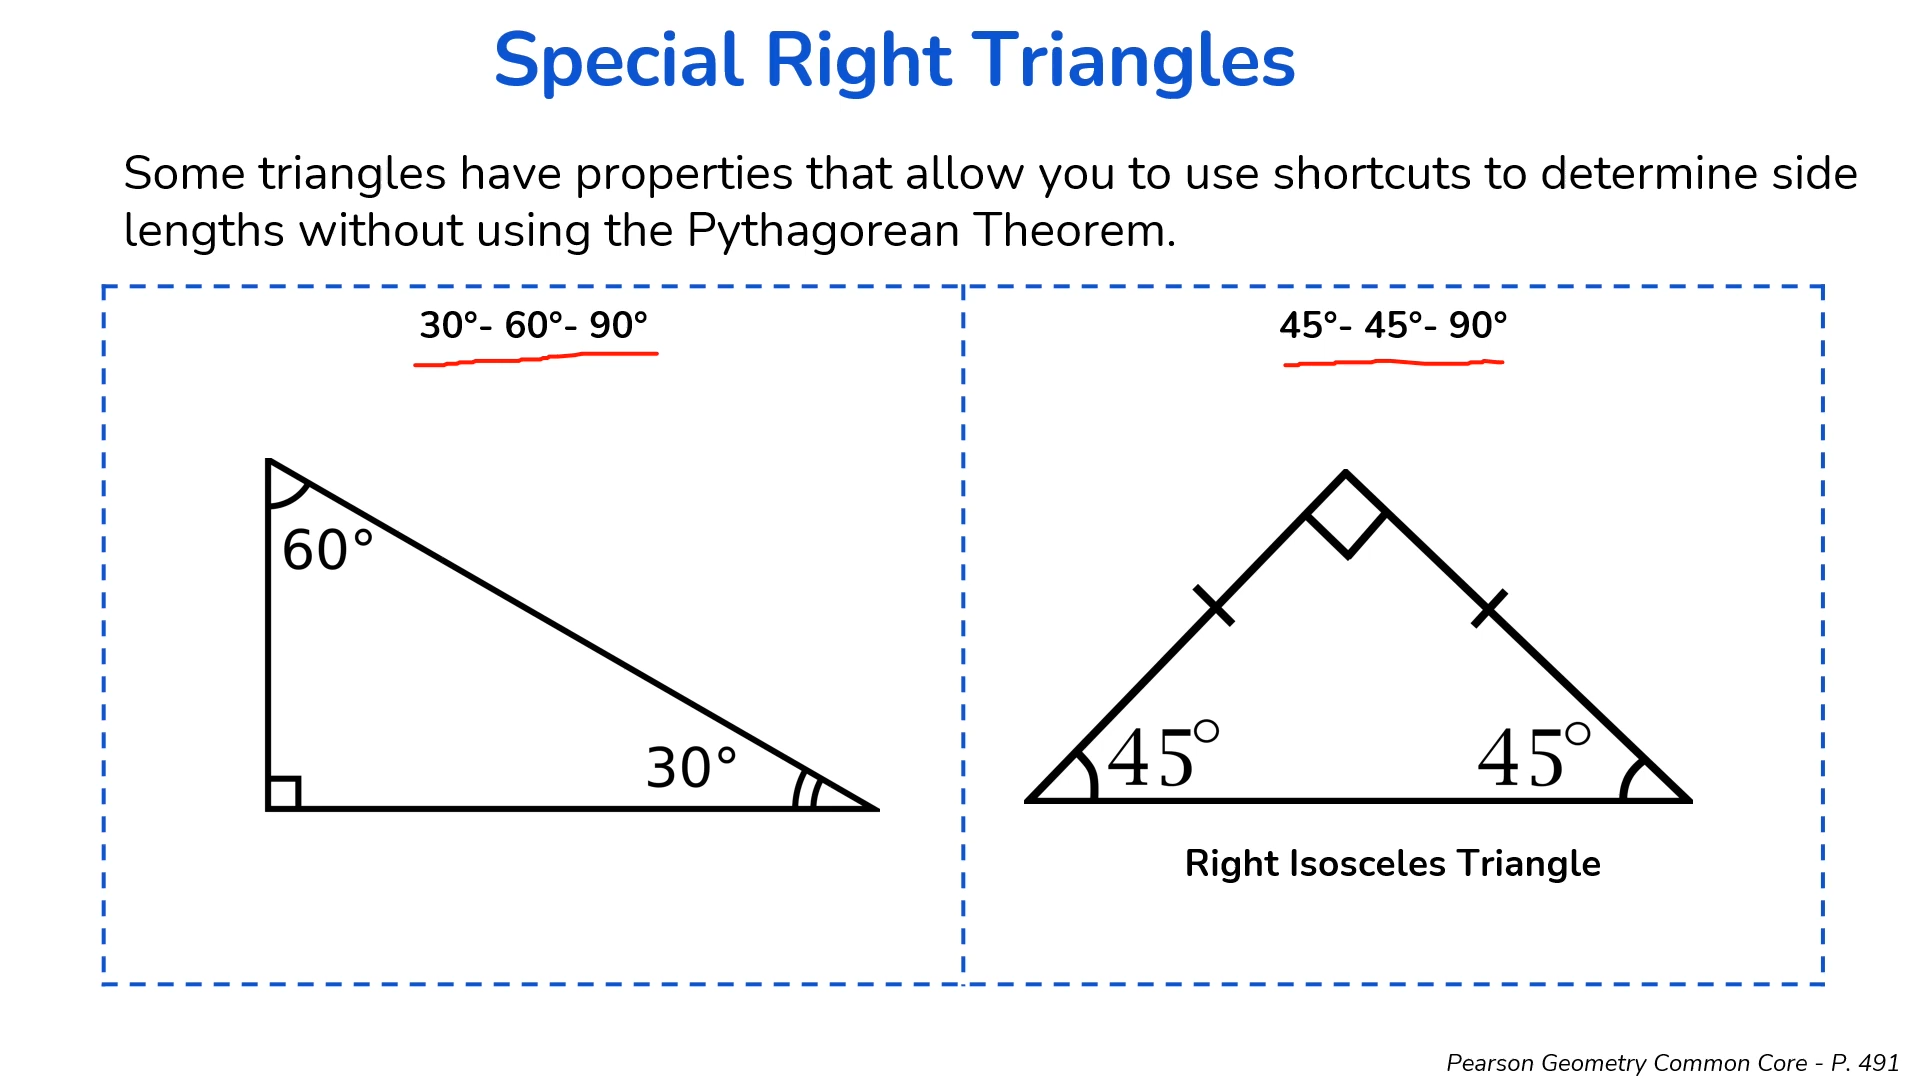 Special Right Triangles
Some triangles have properties that allow you to use shortcuts to determine side
lengths without using the Pythagorean Theorem.
30°- 60°- 90°
60°
30°
45°- 45°- 90°
45°
45°
Right Isosceles Triangle
Pearson Geometry Common Core - P. 491